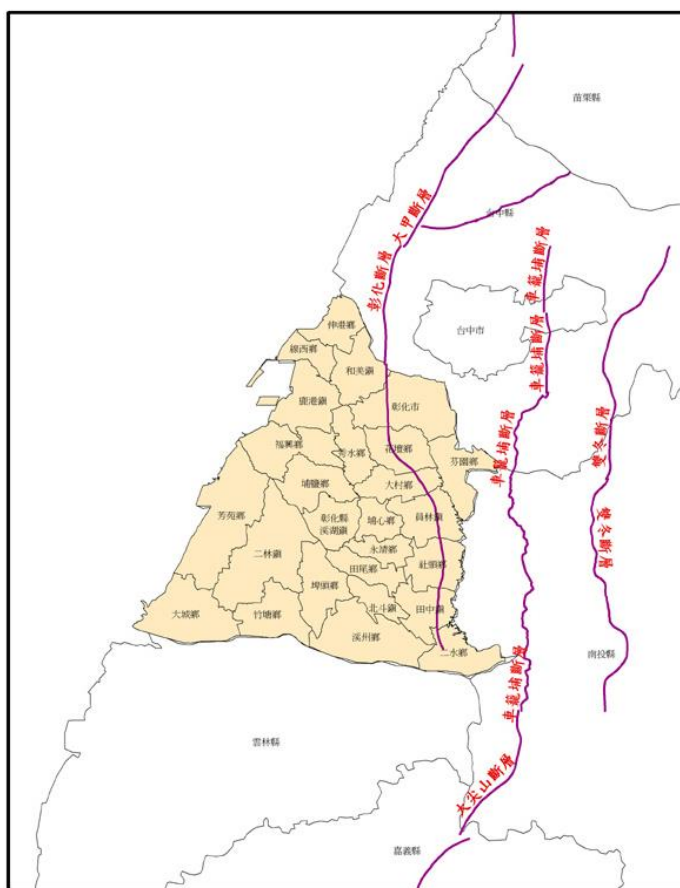 苗栗縣
台中縣
大甲斷層
彰化斷層
車籠埔斷層
車籠埔斷層
台中市
伸港鄉
線西鄉
和美鎮
鹿港鎮
彰化市
福興鄉
秀水鄉
花壇鄉
芬園鄉
車籠埔斷層
雙冬斷層
埔鹽鄉
大村鄉
芳苑鄉
彰化縣
溪湖鎮
埔心鄉
員林鎮
雙冬斷層
二林鎮
永靖鄉
田尾鄉
社頭鄉
埤頭鄉
大城鄉
竹塘鄉
北斗鎮
田中鎮
溪州鄉
二水鄉
南投縣
車籠埔斷層
雲林縣
大尖山斷層
嘉義縣